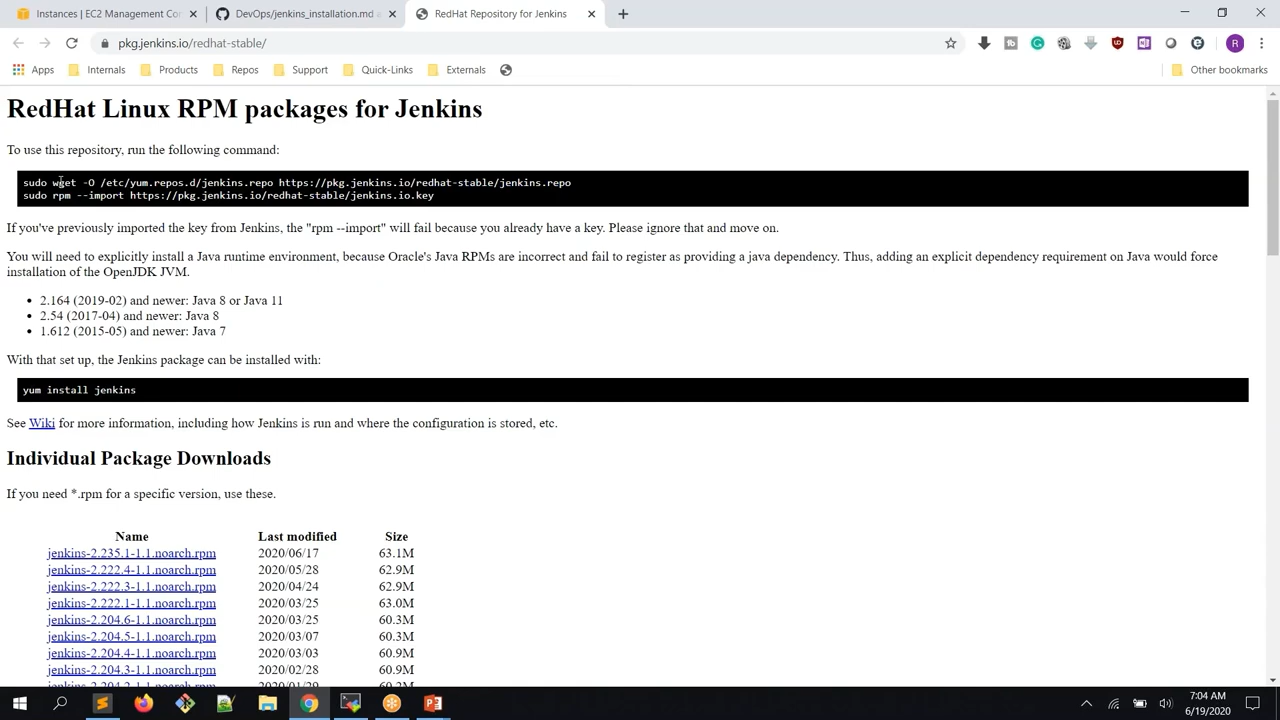 Instances | EC2 Management Con
DevOps/jenkins_installation.md a
RedHat Repository for Jenkins
pkg.jenkins.io/redhat-stable/
Apps
Internals
Products
Repos
Support
Quick-Links
Externals
Other bookmarks
RedHat Linux RPM packages for Jenkins
To use this repository, run the following command:
sudo wget -O /etc/yum.repos.d/jenkins.repo https://pkg.jenkins.io/redhat-stable/jenkins.repo
sudo rpm --import https://pkg.jenkins.io/redhat-stable/jenkins.io.key
If you've previously imported the key from Jenkins, the "rpm --import" will fail because you already have a key. Please ignore that and move on.
You will need to explicitly install a Java runtime environment, because Oracle's Java RPMs are incorrect and fail to register as providing a java dependency. Thus, adding an explicit dependency requirement on Java would force
installation of the OpenJDK JVM.
• 2.164 (2019-02) and newer: Java 8 or Java 11
• 2.54 (2017-04) and newer: Java 8
• 1.612 (2015-05) and newer: Java 7
With that set up, the Jenkins package can be installed with:
yum install jenkins
See Wiki for more information, including how Jenkins is run and where the configuration is stored, etc.
Individual Package Downloads
If you need *.rpm for a specific version, use these.
Name Last modified Size
jenkins-2.235.1-1.1.noarch.rpm 2020/06/17 63.1M
jenkins-2.222.4-1.1.noarch.rpm 2020/05/28 62.9M
jenkins-2.222.3-1.1.noarch.rpm 2020/04/24 62.9M
jenkins-2.222.1-1.1.noarch.rpm 2020/03/25 63.0M
jenkins-2.204.6-1.1.noarch.rpm 2020/03/25 60.3M
jenkins-2.204.5-1.1.noarch.rpm 2020/03/07 60.3M
jenkins-2.204.4-1.1.noarch.rpm 2020/03/03 60.9M
jenkins-2.204.3-1.1.noarch.rpm 2020/02/28 60.9M
7:04 AM
6/19/2020